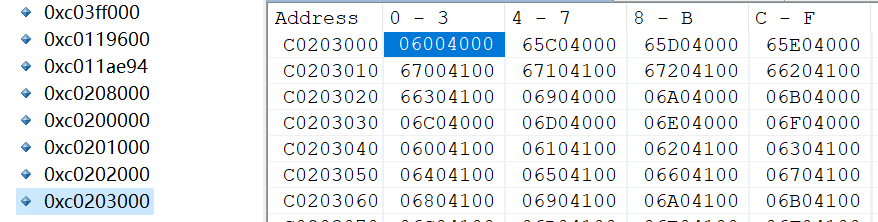 0xc03ff000
0xc0119600
0xc011ae94
0xc0208000
0xc0200000
0xc0201000
0xc0202000
0xc0203000
Address 0 - 3 4 - 7 8 - B C - F
C0203000 06004000 65C04000 65D04000 65E04000
C0203010 67004100 67104100 67204100 66204100
C0203020 66304100 06904000 06A04000 06B04000
C0203030 06C04000 06D04000 06E04000 06F04000
C0203040 06004100 06104100 06204100 06304100
C0203050 06404100 06504100 06604100 06704100
C0203060 06804100 06904100 06A04100 06B04100